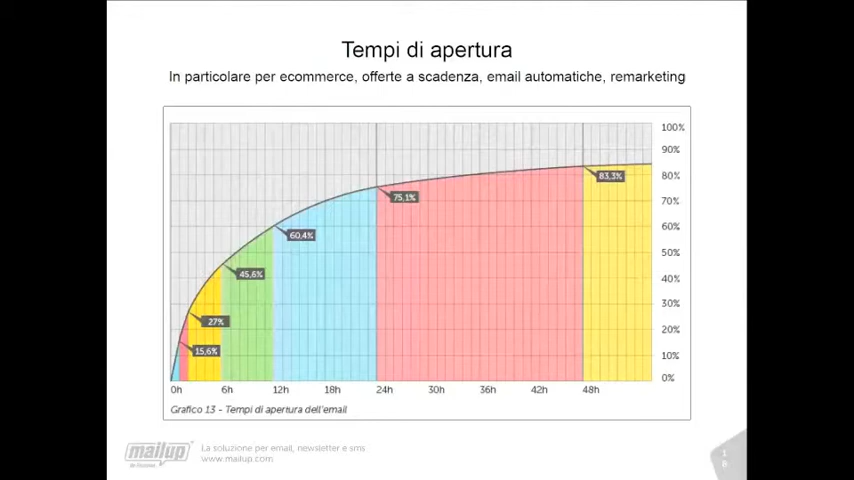 Tempi di apertura
In particolare per ecommerce, offerte a scadenza, email automatiche, remarketing
100%
90%
80%
70%
60%
50%
40%
30%
20%
10%
0%
83,3%
75,1%
60,4%
45,6%
27%
15,6%
0h 6h 12h 18h 24h 30h 36h 42h 48h
Grafico 13 - Tempi di apertura dell'email
mailup
La soluzione per email, newsletter e sms
www.mailup.com
1
8